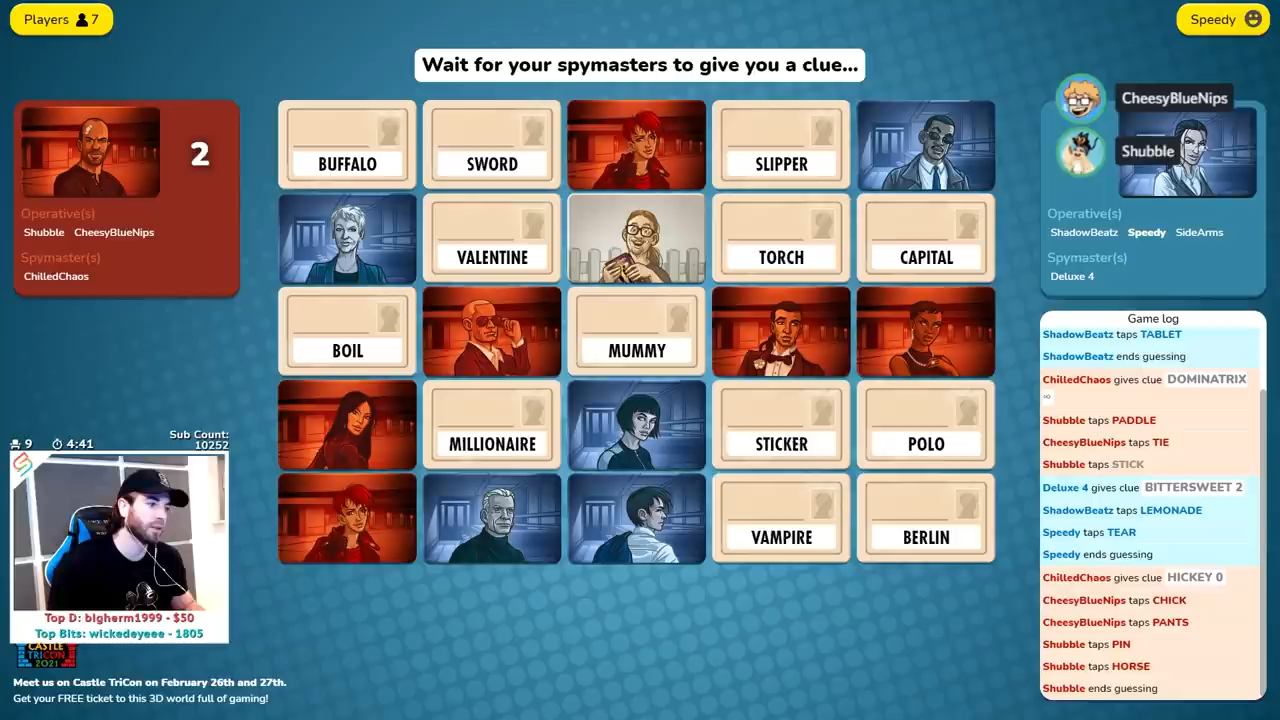 Players 7
Speedy
Wait for your spymasters to give you a clue...
2
Operative(s)
Shubble CheesyBlueNips
Spymaster(s)
ChilledChaos
BUFFALO
SWORD
SLIPPER
VALENTINE
TORCH
CAPITAL
BOIL
MUMMY
MILLIONAIRE
STICKER
POLO
VAMPIRE
BERLIN
CheesyBlueNips
Shubble
Operative(s)
ShadowBeatz Speedy SideArms
Spymaster(s)
Deluxe 4
Game log
ShadowBeatz taps TABLET
ShadowBeatz ends guessing
ChilledChaos gives clue DOMINATRIX
∞
Shubble taps PADDLE
CheesyBlueNips taps TIE
Shubble taps STICK
Deluxe 4 gives clue BITTERSWEET 2
ShadowBeatz taps LEMONADE
Speedy taps TEAR
Speedy ends guessing
ChilledChaos gives clue HICKEY 0
CheesyBlueNips taps CHICK
CheesyBlueNips taps PANTS
Shubble taps PIN
Shubble taps HORSE
Shubble ends guessing
9 4:41
Sub Count:
10252
Top D: bigherm1999 - $50
Top Bits: wickedyeee - 1805
CASTLE
TRICON
2021
Meet us on Castle TriCon on February 26th and 27th.
Get your FREE ticket to this 3D world full of gaming!